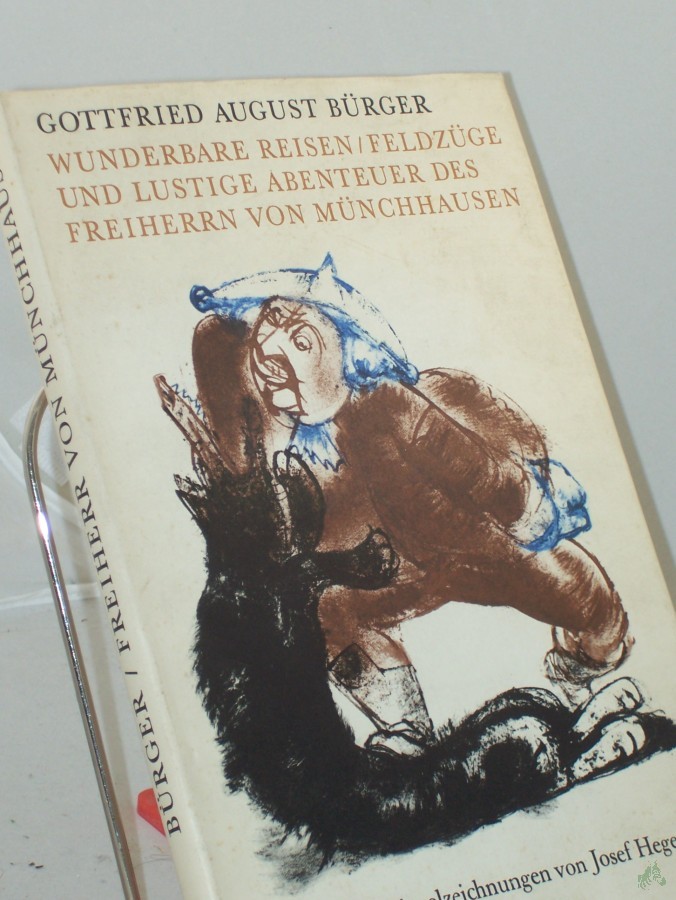 GOTTFRIED AUGUST BÜRGER
WUNDERBARE REISEN/FELDZÜGE
UND LUSTIGE ABENTEUER DES
FREIHERRN VON MÜNCHHAUSEN
BÜRGER / FREIHERR VON MÜNCHHAUS
von Josef Hege